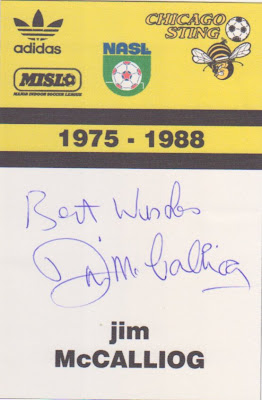 adidas
NASL
CHICAGO STING
MISL
MAJOR INDOOR SOCCER LEAGUE
1975 - 1988
Best Wishes
Jim McCalliog
jim
McCALLIOG